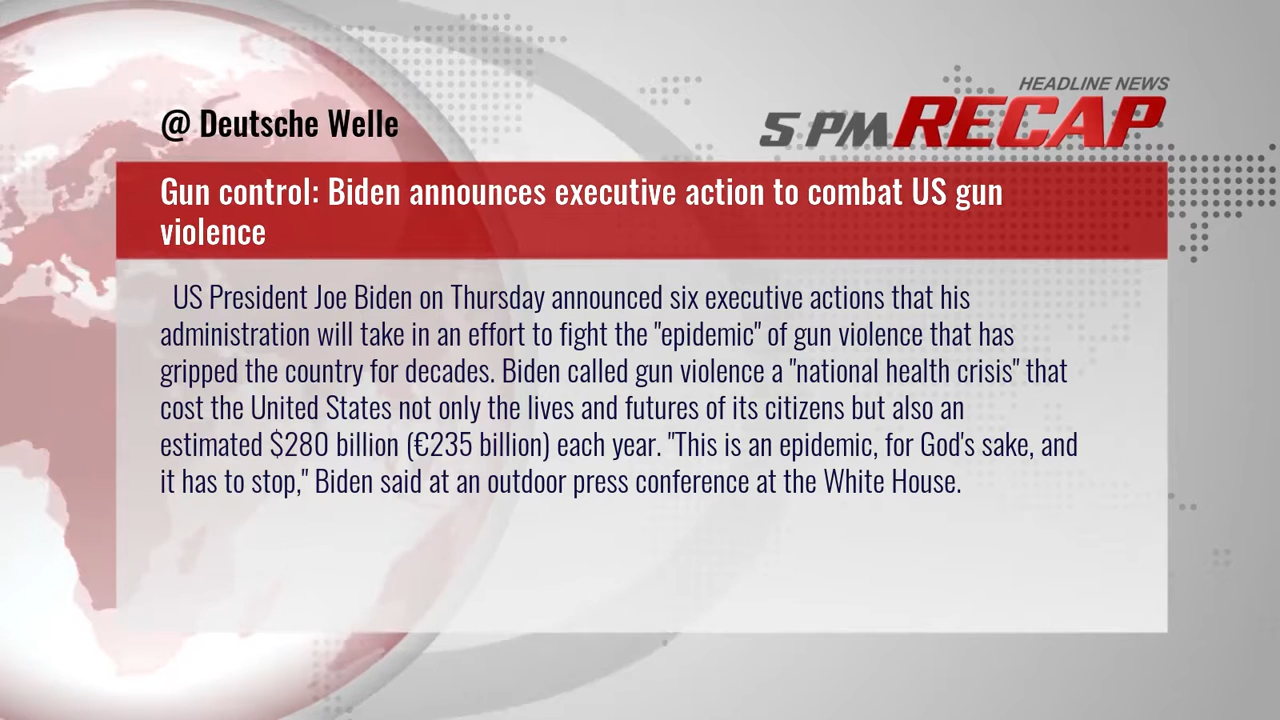 HEADLINE NEWS
@ Deutsche Welle
5 PM RECAP
Gun control: Biden announces executive action to combat US gun
violence
US President Joe Biden on Thursday announced six executive actions that his
administration will take in an effort to fight the "epidemic" of gun violence that has
gripped the country for decades. Biden called gun violence a "national health crisis" that
cost the United States not only the lives and futures of its citizens but also an
estimated $280 billion (€235 billion) each year. "This is an epidemic, for God's sake, and
it has to stop," Biden said at an outdoor press conference at the White House.